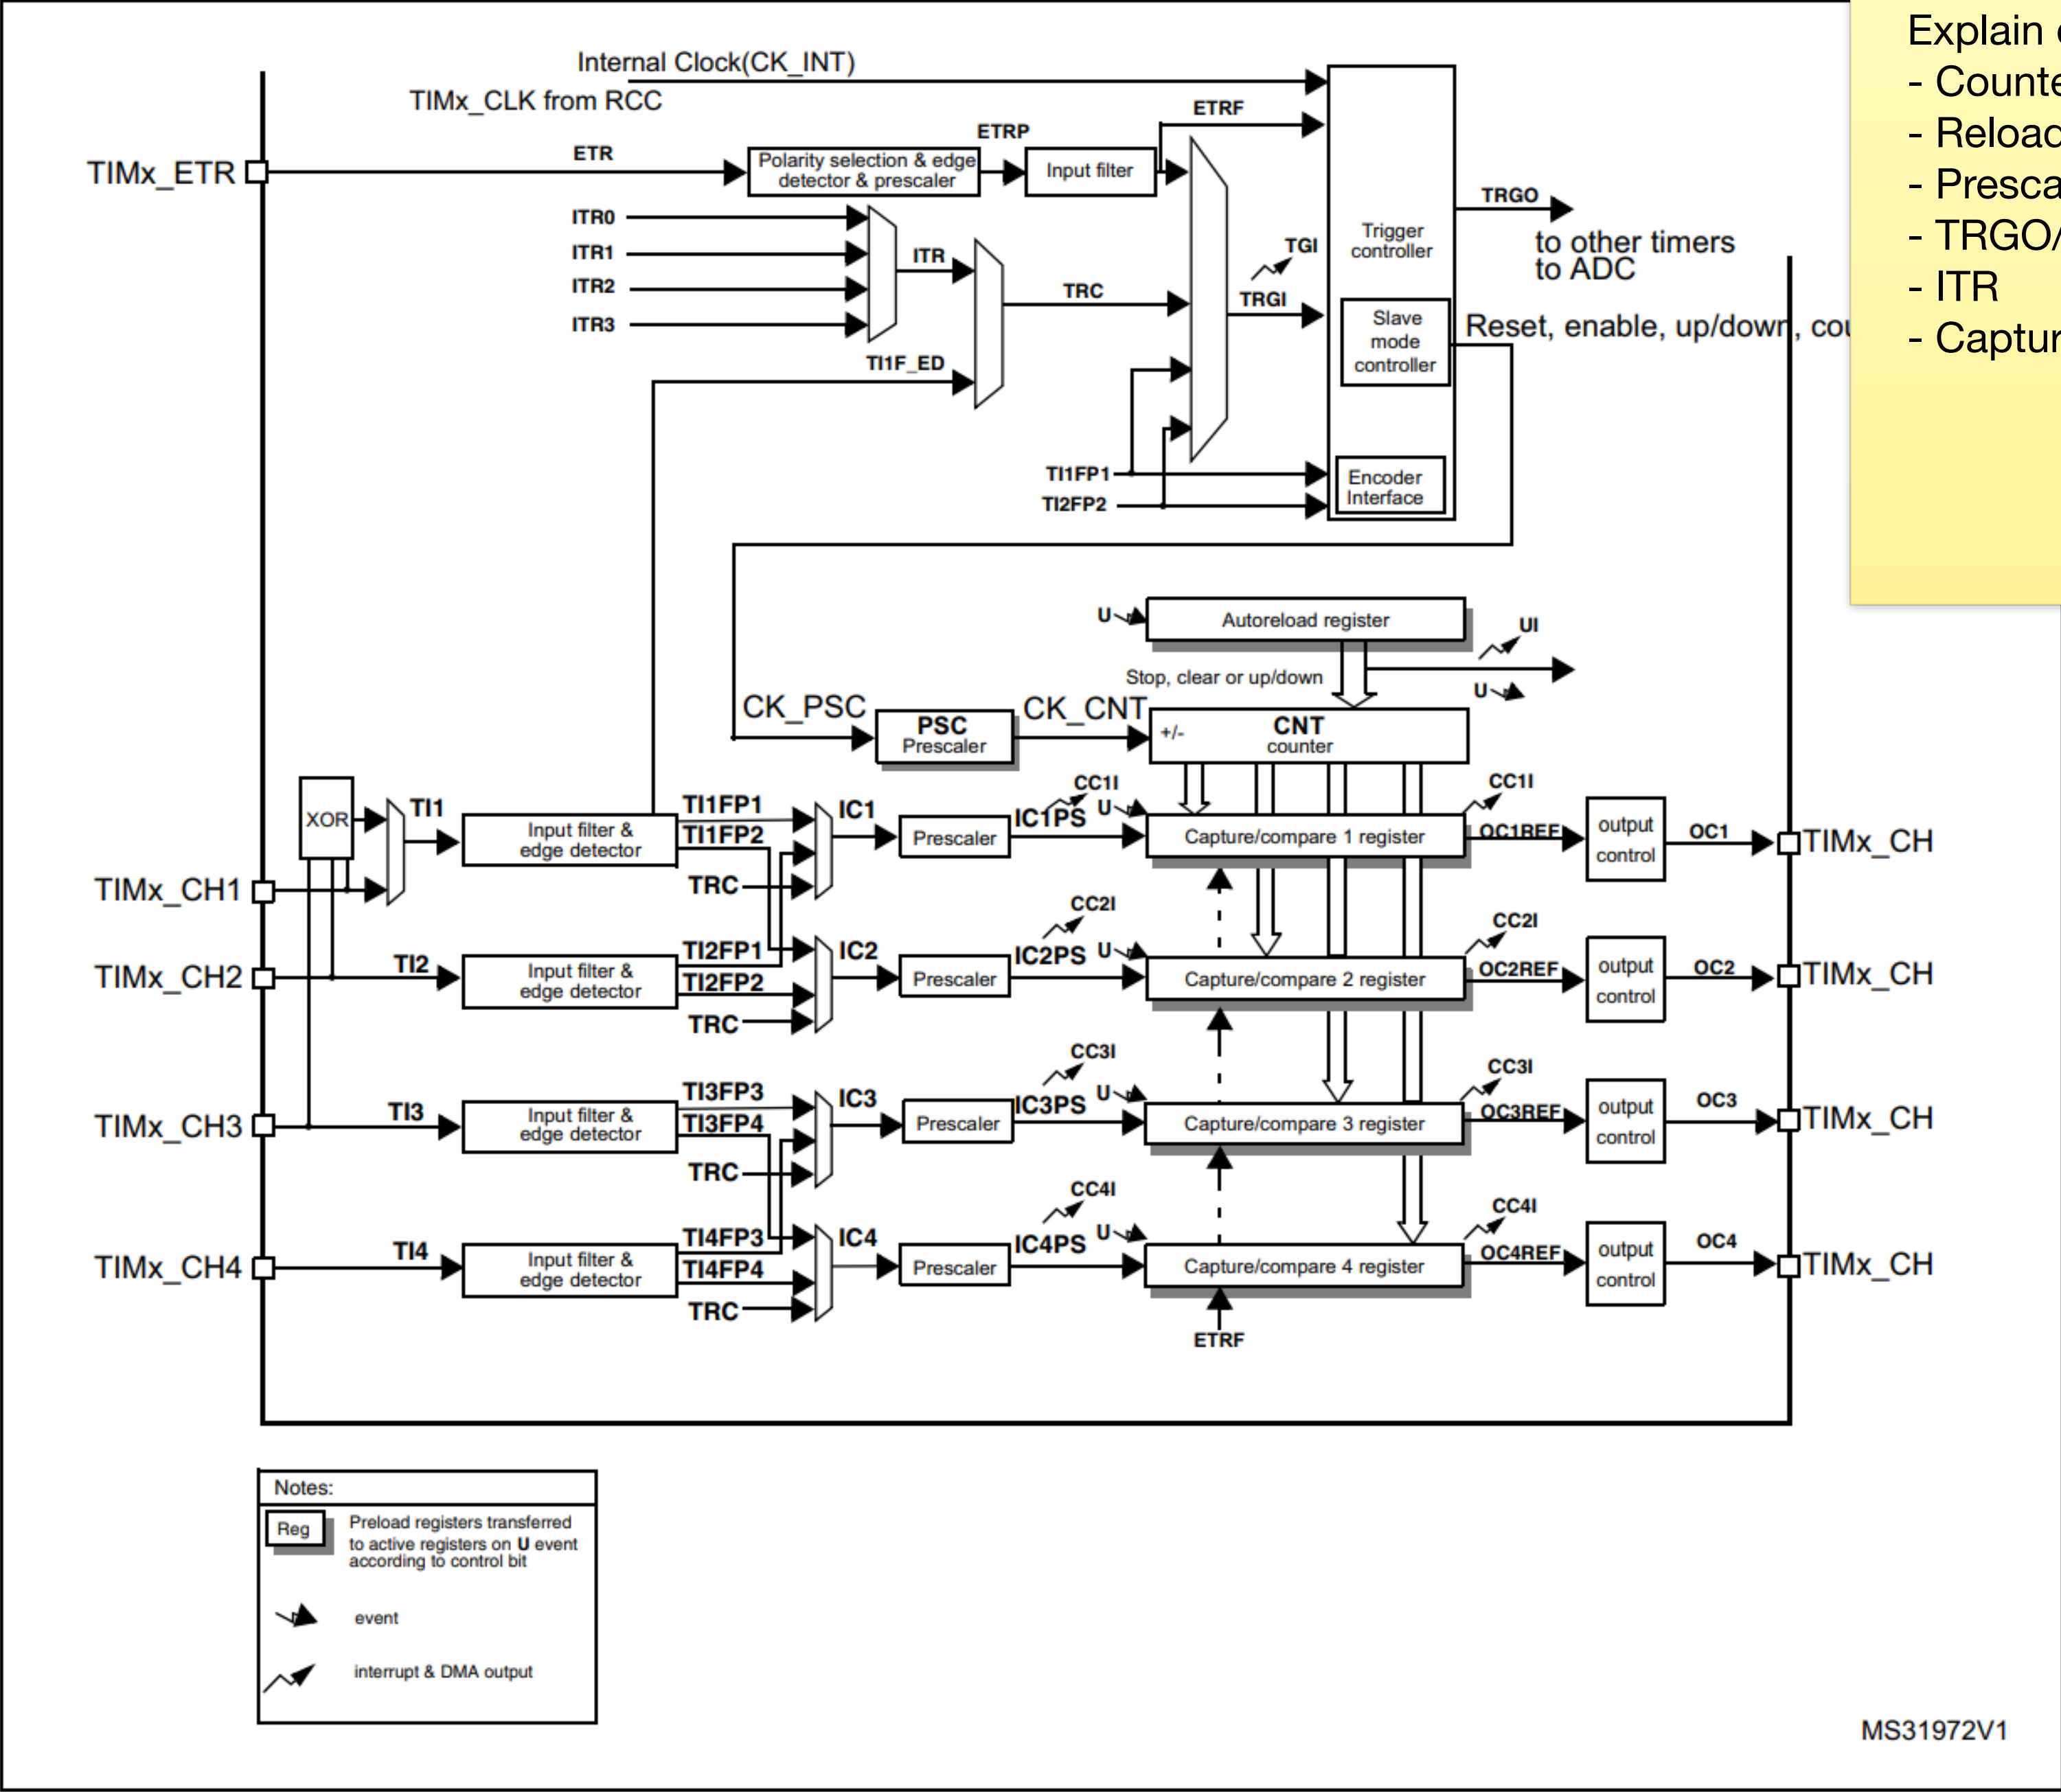 Internal Clock(CK_INT)
TIMx_CLK from RCC
ETRF
ETRP
ETR
TIMx_ETR
Polarity selection & edge
detector & prescaler
Input filter
ITR0
ITR1
ITR2
ITR3
ITR
TRC
TI1F_ED
TGI
TRGI
Trigger
controller
TRGO
to other timers
to ADC
Slave
mode
controller
Reset, enable, up/down,
TI1FP1
TI2FP2
Encoder
Interface
Explain
-
-
-
- TRGO/
- ITR
-
U
Autoreload register
UI
Stop, clear or up/down
U
CK_PSC
PSC
Prescaler
CK_CNT
+/-
CNT
counter
XOR
TI1
TIMx_CH1
Input filter &
edge detector
TI1FP1
TI1FP2
TRC
IC1
Prescaler
CC1I
IC1PS
U
Capture/compare 1 register
CC1I
OC1REF
output
control
OC1
TIMx_CH
TIMx_CH2
TI2
Input filter &
edge detector
TI2FP1
TI2FP2
TRC
IC2
Prescaler
CC2I
IC2PS
U
Capture/compare 2 register
CC2I
OC2REF
output
control
OC2
TIMx_CH
TIMx_CH3
TI3
Input filter &
edge detector
TI3FP3
TI3FP4
TRC
IC3
Prescaler
CC3I
IC3PS
U
Capture/compare 3 register
CC3I
OC3REF
output
control
OC3
TIMx_CH
TIMx_CH4
TI4
Input filter &
edge detector
TI4FP3
TI4FP4
TRC
IC4
Prescaler
CC4I
IC4PS
U
Capture/compare 4 register
CC4I
OC4REF
output
control
OC4
TIMx_CH
ETRF
Notes:
Reg
Preload registers transferred
to active registers on U event
according to control bit
event
interrupt & DMA output
MS31972V1